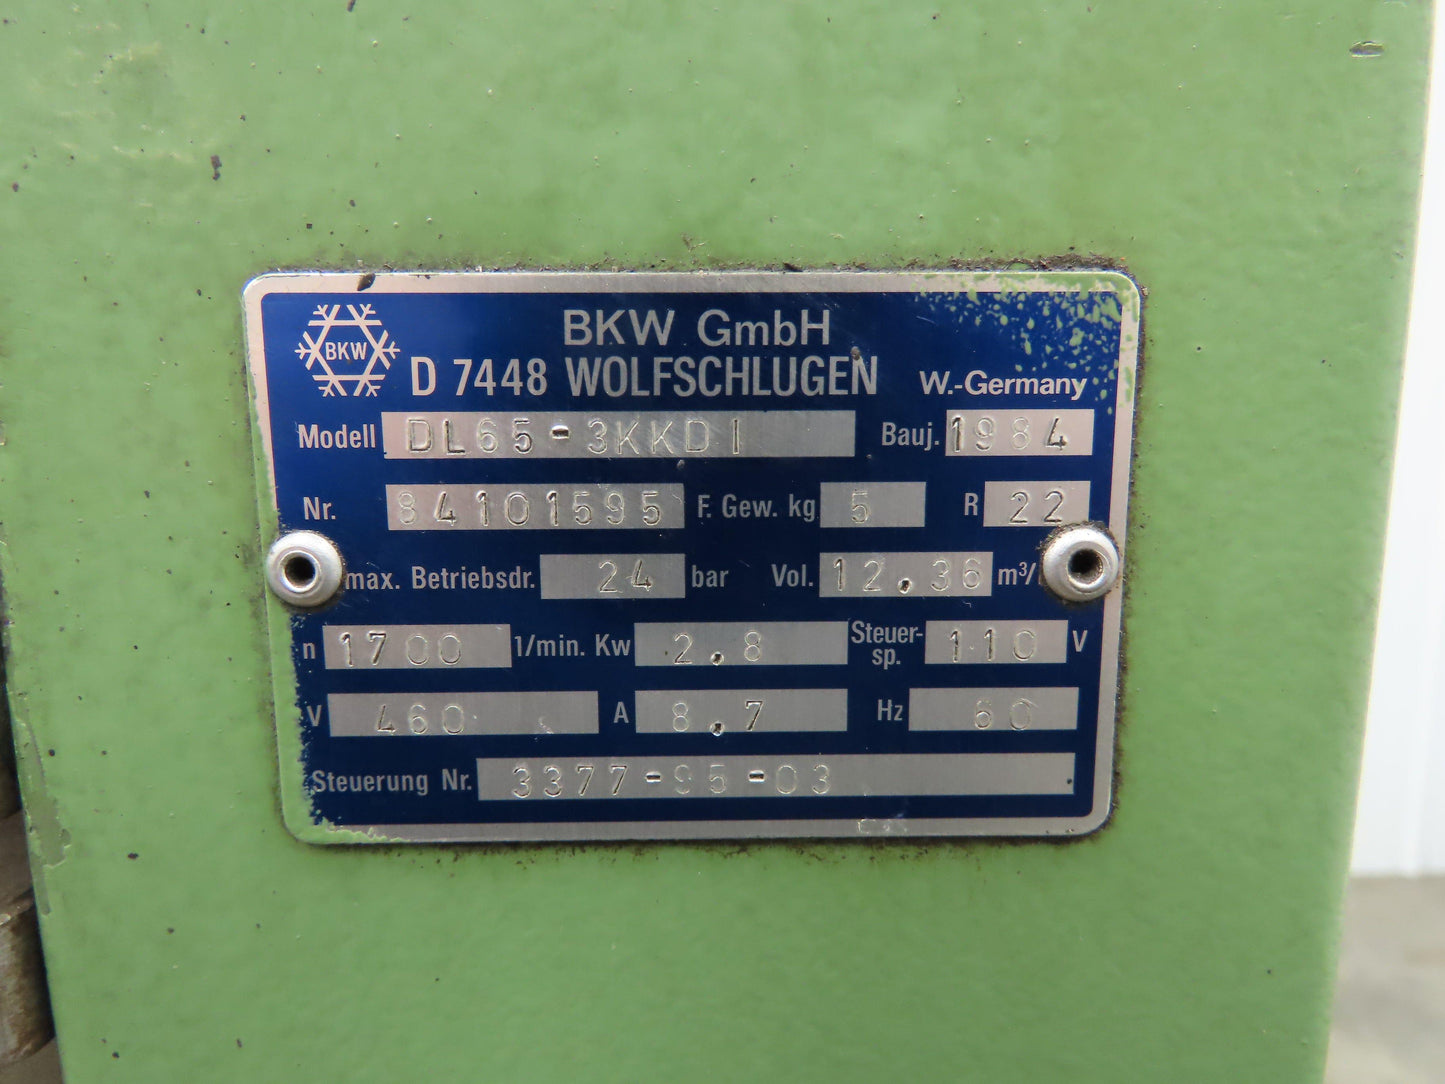 BKW
BKW GmbH
D 7448 WOLFSCHLUGEN W.-Germany
Modell DL65-3KKDI Bauj. 1984
Nr. 84101595 F. Gew. kg 5 R 22
max. Betriebsdr. 24 bar Vol. 12.36 m³/
n 1700 1/min. Kw 2.8 Steuer-
sp. 110 V
V 460 A 8.7 Hz 60
Steuerung Nr. 3377-95-03